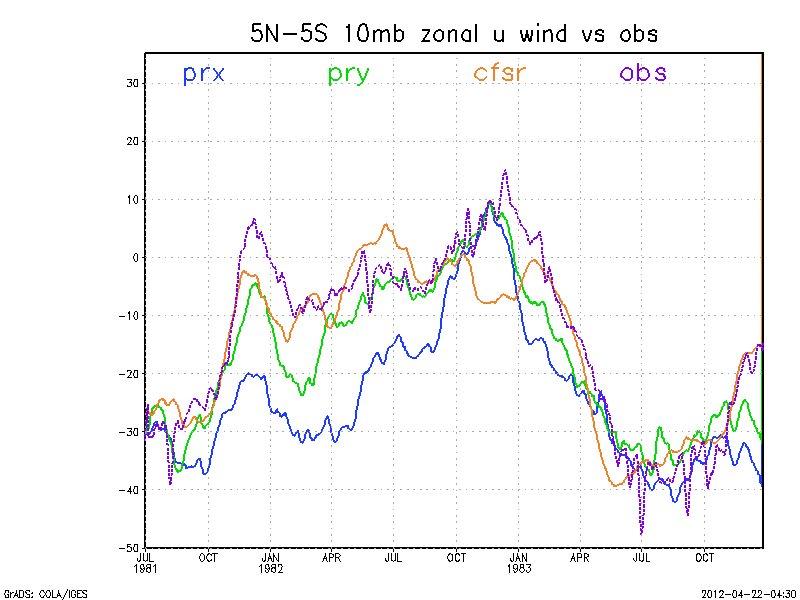 5N-5S 10mb zonal u wind vs obs
prx pry cfsr obs
30
20
10
0
-10
-20
-30
-40
-50
JUL OCT JAN APR JUL OCT JAN APR JUL OCT
1981 1982 1983
GrADS: COLA/IGES 2012-04-22-04:30